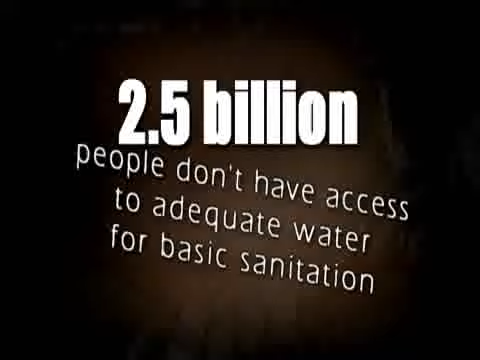 2.5 billion
people don't have access
to adequate water
for basic sanitation